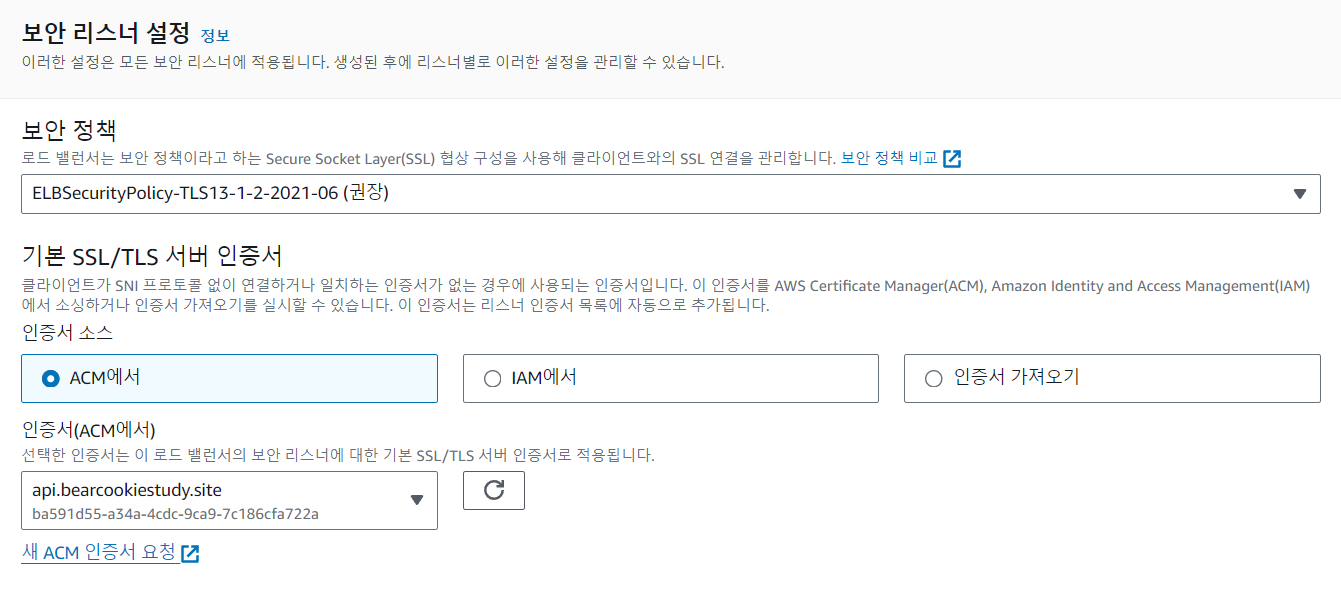 보안 리스너 설정 정보
이러한 설정은 모든 보안 리스너에 적용됩니다. 생성된 후에 리스너별로 이러한 설정을 관리할 수 있습니다.
보안 정책
로드 밸런서는 보안 정책이라고 하는 Secure Socket Layer(SSL) 협상 구성을 사용해 클라이언트와의 SSL 연결을 관리합니다. 보안 정책 비교
ELBSecurityPolicy-TLS13-1-2-2021-06 (권장)
기본 SSL/TLS 서버 인증서
클라이언트가 SNI 프로토콜 없이 연결하거나 일치하는 인증서가 없는 경우에 사용되는 인증서입니다. 이 인증서를 AWS Certificate Manager(ACM), Amazon Identity and Access Management(IAM)
에서 소싱하거나 인증서 가져오기를 실시할 수 있습니다. 이 인증서는 리스너 인증서 목록에 자동으로 추가됩니다.
인증서 소스
ACM에서
IAM에서
인증서 가져오기
인증서(ACM에서)
선택한 인증서는 이 로드 밸런서의 보안 리스너에 대한 기본 SSL/TLS 서버 인증서로 적용됩니다.
api.bearcookiestudy.site
ba591d55-a34a-4cdc-9ca9-7c186cfa722a
새 ACM 인증서 요청